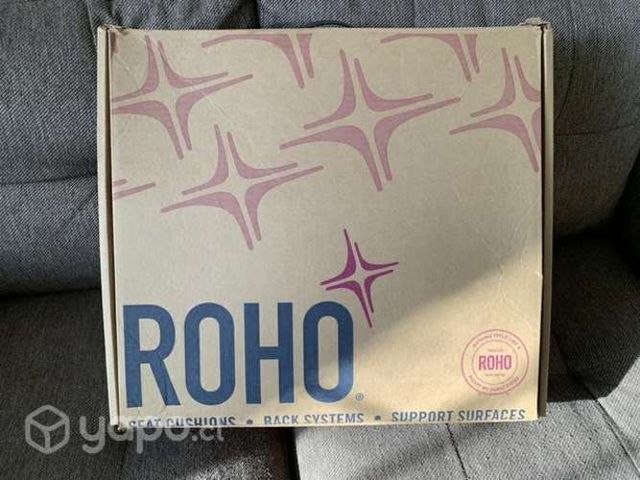 ROHO®
ROHO
SEAT CUSHIONS • BACK SYSTEMS • SUPPORT SURFACES
yapo.cl